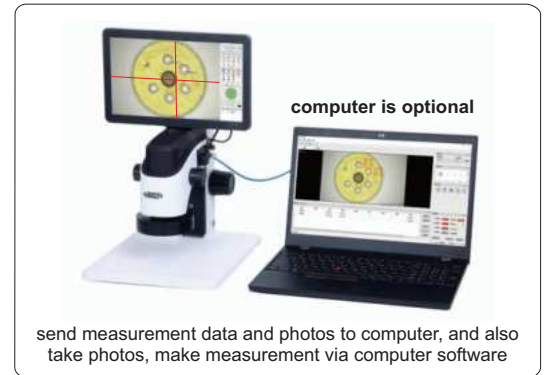 computer is optional
send measurement data and photos to computer, and also
take photos, make measurement via computer software